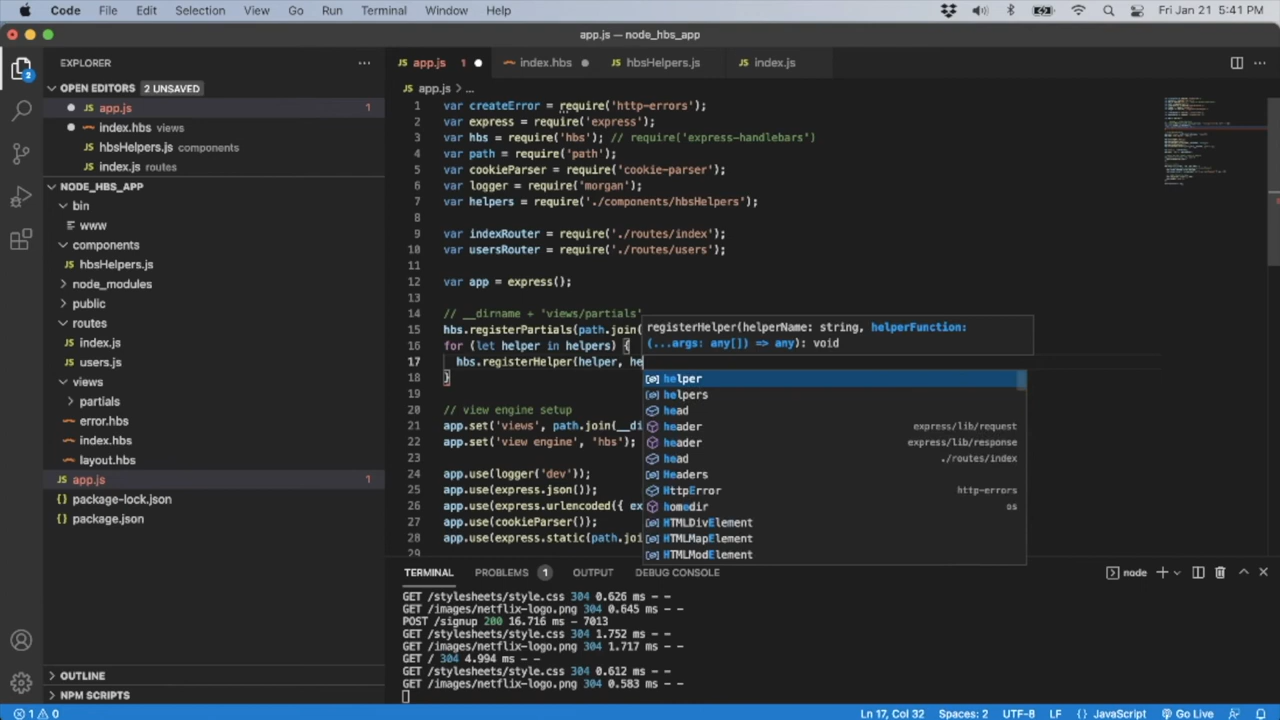 Code File Edit Selection View Go Run Terminal Window Help Fri Jan 21 5:41 PM
app.js — node_hbs_app
EXPLORER
OPEN EDITORS 2 UNSAVED
app.js 1
index.hbs views
hbsHelpers.js components
index.js routes
NODE_HBS_APP
bin
www
components
hbsHelpers.js
node_modules
public
routes
index.js
users.js
views
partials
error.hbs
index.hbs
layout.hbs
app.js 1
package-lock.json
package.json
OUTLINE
NPM SCRIPTS
2
app.js 1 index.hbs hbsHelpers.js index.js
app.js > ...
1 var createError = require('http-errors');
2 var express = require('express');
3 var hbs = require('hbs'); // require('express-handlebars')
4 var path = require('path');
5 var cookieParser = require('cookie-parser');
6 var logger = require('morgan');
7 var helpers = require('./components/hbsHelpers');
8
9 var indexRouter = require('./routes/index');
10 var usersRouter = require('./routes/users');
11
12 var app = express();
13
14 // __dirname + 'views/partials'
15 hbs.registerPartials(path.join(
16 for (let helper in helpers) {
17 hbs.registerHelper(helper, he
18 }
19
20 // view engine setup
21 app.set('views', path.join(__di
22 app.set('view engine', 'hbs');
23
24 app.use(logger('dev'));
25 app.use(express.json());
26 app.use(express.urlencoded({ ex
27 app.use(cookieParser());
28 app.use(express.static(path.joi
29
registerHelper(helperName: string, helperFunction:
(...args: any[]) => any): void
helper
helpers
head
header express/lib/request
header express/lib/response
head ./routes/index
Headers
HttpError http-errors
homedir os
HTMLDivElement
HTMLMapElement
HTMLModElement
TERMINAL PROBLEMS 1 OUTPUT DEBUG CONSOLE node
GET /stylesheets/style.css 304 0.626 ms - -
GET /images/netflix-logo.png 304 0.645 ms - -
POST /signup 200 16.716 ms - 7013
GET /stylesheets/style.css 304 1.752 ms - -
GET /images/netflix-logo.png 304 1.717 ms - -
GET / 304 4.994 ms - -
GET /stylesheets/style.css 304 0.612 ms - -
GET /images/netflix-logo.png 304 0.583 ms - -
1 0 Ln 17, Col 32 Spaces: 2 UTF-8 LF {} JavaScript Go Live